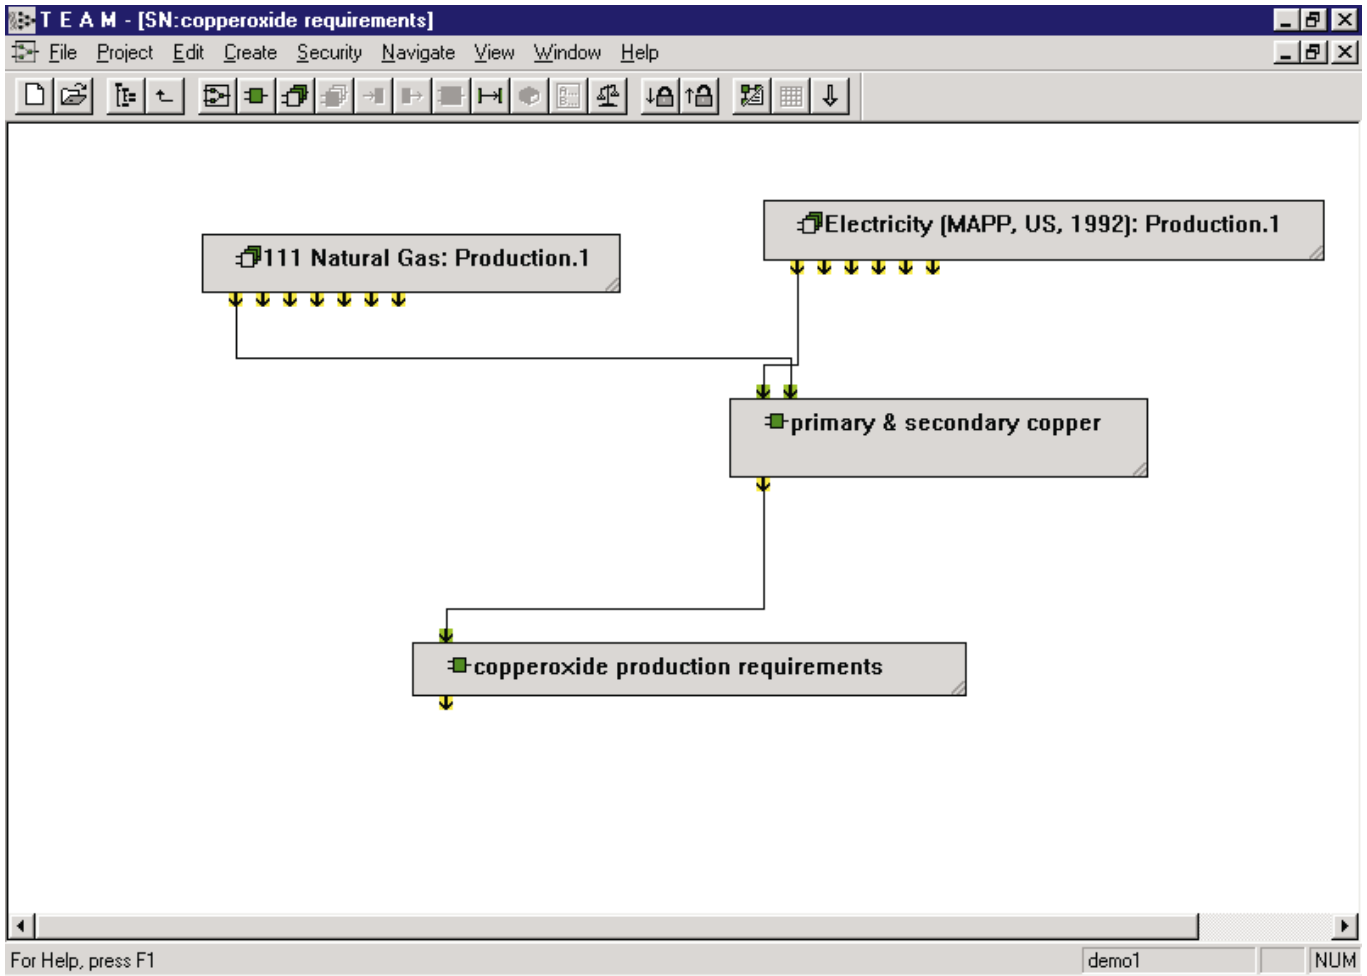 T E A M - [SN:copperoxide requirements]
File Project Edit Create Security Navigate View Window Help
Electricity (MAPP, US, 1992): Production.1
111 Natural Gas: Production.1
primary & secondary copper
copperoxide production requirements
For Help, press F1 demo1 NUM